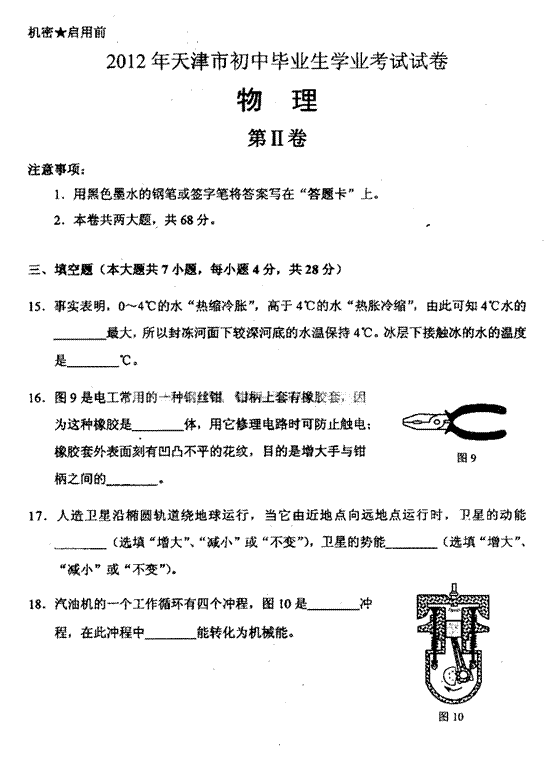 机密★启用前
2012年天津市初中毕业生学业考试试卷
物 理
第Ⅱ卷
注意事项：
1．用黑色墨水的钢笔或签字笔将答案写在“答题卡”上。
2．本卷共两大题，共68分。
三、填空题（本大题共7小题，每小题4分，共28分）
15．事实表明，0～4℃的水“热缩冷胀”，高于4℃的水“热胀冷缩”，由此可知4℃水的
________最大，所以封冻河面下较深河底的水温保持4℃。冰层下接触冰的水的温度
是________℃。
16．图9是电工常用的一种钢丝钳，钳柄上套有橡胶套，因
为这种橡胶是________体，用它修理电路时可防止触电；
橡胶套外表面刻有凹凸不平的花纹，目的是增大手与钳
柄之间的________。
图9
17．人造卫星沿椭圆轨道绕地球运行，当它由近地点向远地点运行时，卫星的动能
________（选填“增大”、“减小”或“不变”），卫星的势能________（选填“增大”、
“减小”或“不变”）。
18．汽油机的一个工作循环有四个冲程，图10是________冲
程，在此冲程中________能转化为机械能。
图10